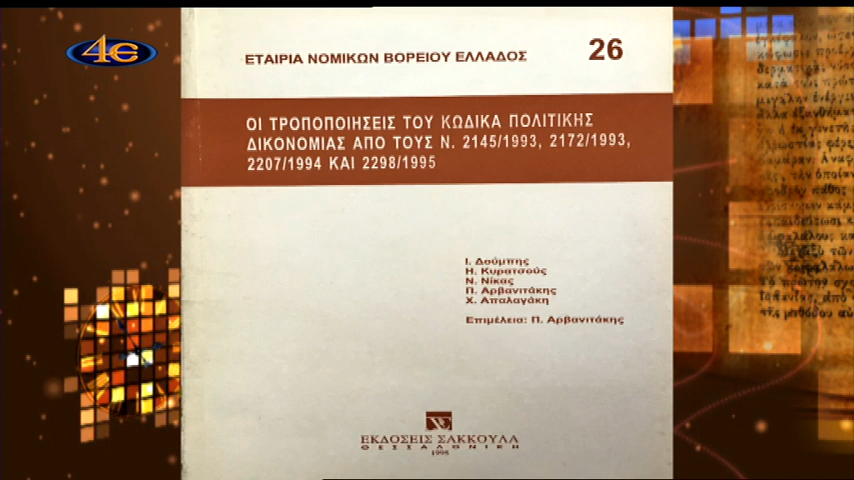 4ε
ΕΤΑΙΡΙΑ ΝΟΜΙΚΩΝ ΒΟΡΕΙΟΥ ΕΛΛΑΔΟΣ 26
ΟΙ ΤΡΟΠΟΠΟΙΗΣΕΙΣ ΤΟΥ ΚΩΔΙΚΑ ΠΟΛΙΤΙΚΗΣ
ΔΙΚΟΝΟΜΙΑΣ ΑΠΟ ΤΟΥΣ Ν. 2145/1993, 2172/1993,
2207/1994 ΚΑΙ 2298/1995
Ι. Δούμπης
Η. Κυρατσούς
Ν. Νίκας
Π. Αρβανιτάκης
Χ. Απαλαγάκη
Επιμέλεια: Π. Αρβανιτάκης
ΕΚΔΟΣΕΙΣ ΣΑΚΚΟΥΛΑ
ΘΕΣΣΑΛΟΝΙΚΗ
1995